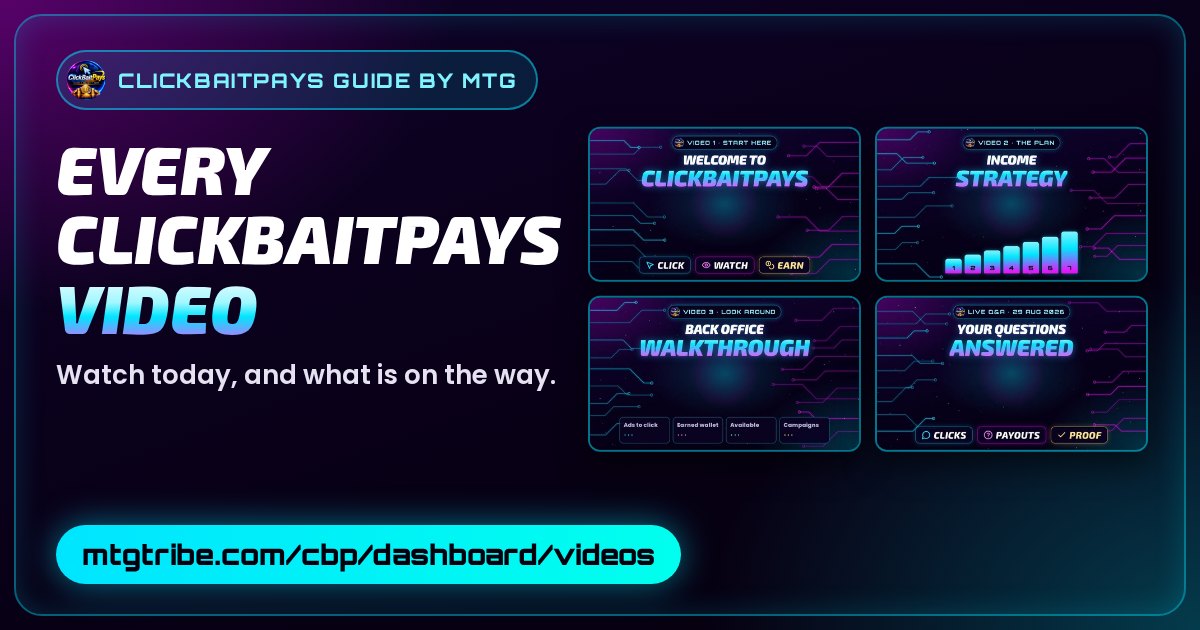 ClickBaitPays
CLICKBAITPAYS GUIDE BY MTG
EVERY
CLICKBAITPAYS
VIDEO
Watch today, and what is on the way.
VIDEO 1 · START HERE
WELCOME TO
CLICKBAITPAYS
CLICK
WATCH
EARN
VIDEO 2 · THE PLAN
INCOME
STRATEGY
1 2 3 4 5 6 7
VIDEO 3 · LOOK AROUND
BACK OFFICE
WALKTHROUGH
Ads to click
Earned wallet
Available
Campaigns
LIVE Q&A · 29 AUG 2026
YOUR QUESTIONS
ANSWERED
CLICKS
PAYOUTS
PROOF
mtgtribe.com/cbp/dashboard/videos